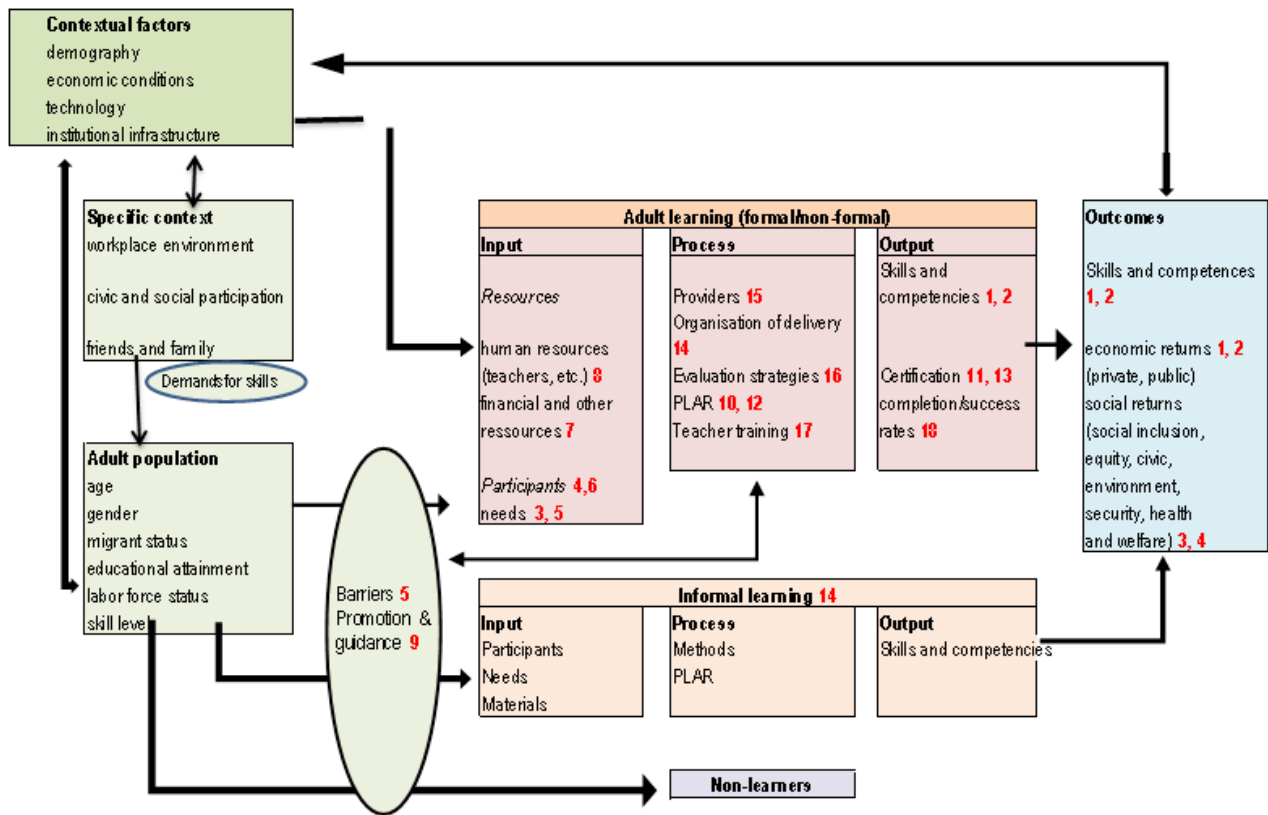 Contextual factors
demography
economic conditions
technology
institutional infrastructure
Specific context
workplace environment
civic and social participation
friends and family
Demands for skills
Adult population
age
gender
migrant status
educational attainment
labor force status
skill level
Barriers 5
Promotion &
guidance 9
Adult learning (formal/non-formal)
Input
Resources
human resources
(teachers, etc.) 8
financial and other
ressources 7
Participants 4,6
needs 3, 5
Process
Providers 15
Organisation of delivery
14
Evaluation strategies 16
PLAR 10, 12
Teacher training 17
Output
Skills and
competencies 1, 2
Certification 11, 13
completion/success
rates 18
Informal learning 14
Input
Participants
Needs
Materials
Process
Methods
PLAR
Output
Skills and competencies
Non-learners
Outcomes
Skills and competences
1, 2
economic returns 1, 2
(private, public)
social returns
(social inclusion,
equity, civic,
environment,
security, health
and welfare) 3, 4